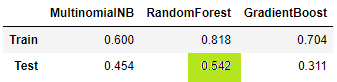 MultinomialNB RandomForest GradientBoost
Train 0.600 0.818 0.704
Test 0.454 0.542 0.311